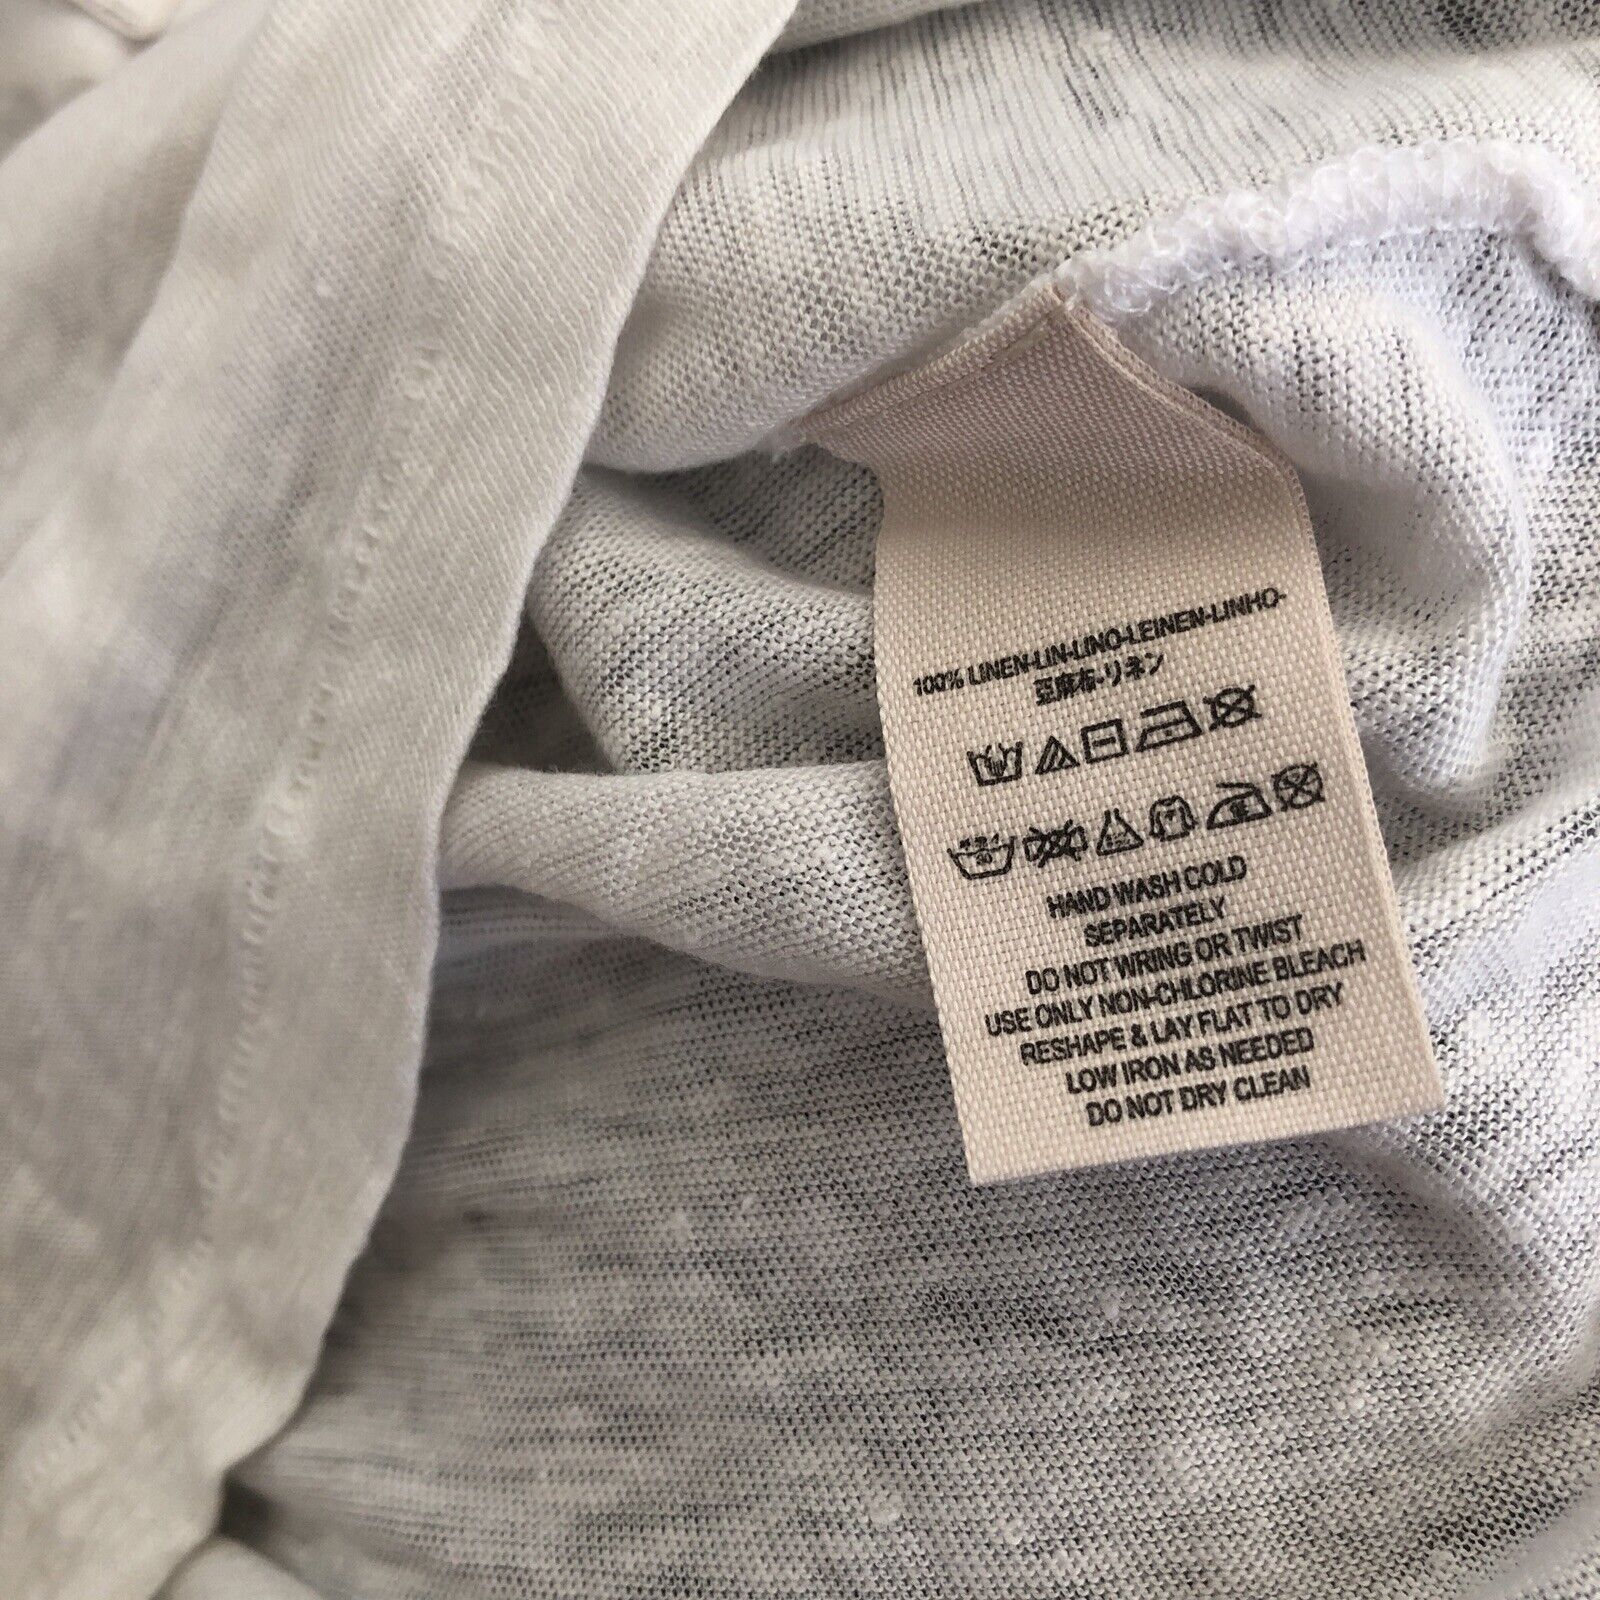 100% LINEN-LIN-LINO-LEINEN-LINHO-
亚麻布-リネン
HAND WASH COLD
SEPARATELY
DO NOT WRING OR TWIST
USE ONLY NON-CHLORINE BLEACH
RESHAPE & LAY FLAT TO DRY
LOW IRON AS NEEDED
DO NOT DRY CLEAN